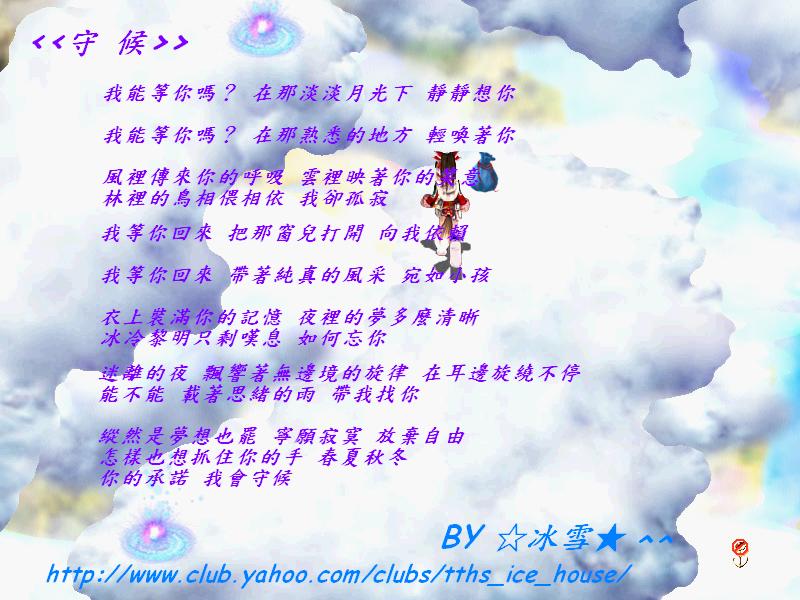 <<守 候>>
我能等你嗎？ 在那淡淡月光下 靜靜想你
我能等你嗎？ 在那熟悉的地方 輕喚著你
風裡傳來你的呼吸 雲裡映著你的意
林裡的鳥相偎相依 我卻孤寂
我等你回來 把那窗兒打開 向我依賴
我等你回來 帶著純真的風采 宛如小孩
衣上裝滿你的記憶 夜裡的夢多麼清晰
冰冷黎明只剩嘆息 如何忘你
迷離的夜 飄響著無邊境的旋律 在耳邊旋繞不停
能不能 載著思緒的雨 帶我找你
縱然是夢想也罷 寧願寂寞 放棄自由
怎樣也想抓住你的手 春夏秋冬
你的承諾 我會守候
BY ☆冰雪★ ^^
http://www.club.yahoo.com/clubs/tths_ice_house/